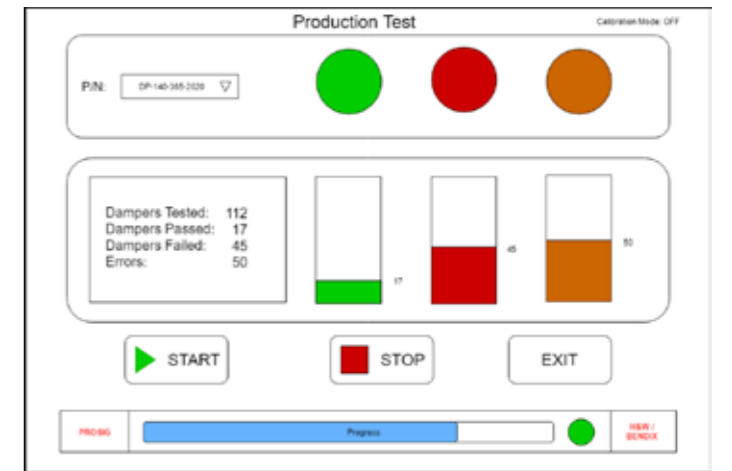 Production Test
Calibration Mode: OFF
P/N:
DP-140-365-2020
Dampers Tested: 112
Dampers Passed: 17
Dampers Failed: 45
Errors: 50
17
45
50
START
STOP
EXIT
PROSIG
Progress
H&W /
BENDIX